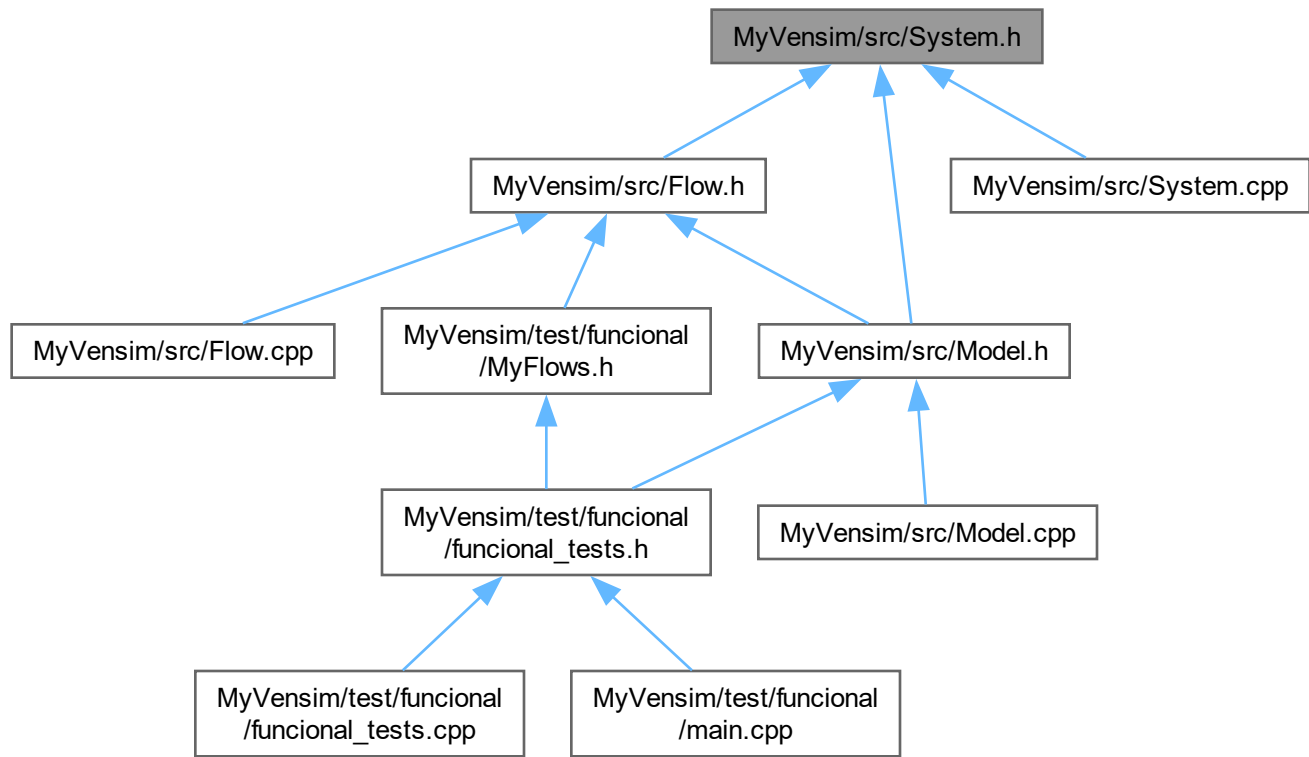 MyVensim/src/System.h
MyVensim/src/Flow.h
MyVensim/src/System.cpp
MyVensim/src/Flow.cpp
MyVensim/test/funcional
/MyFlows.h
MyVensim/src/Model.h
MyVensim/test/funcional
/funcional_tests.h
MyVensim/src/Model.cpp
MyVensim/test/funcional
/funcional_tests.cpp
MyVensim/test/funcional
/main.cpp